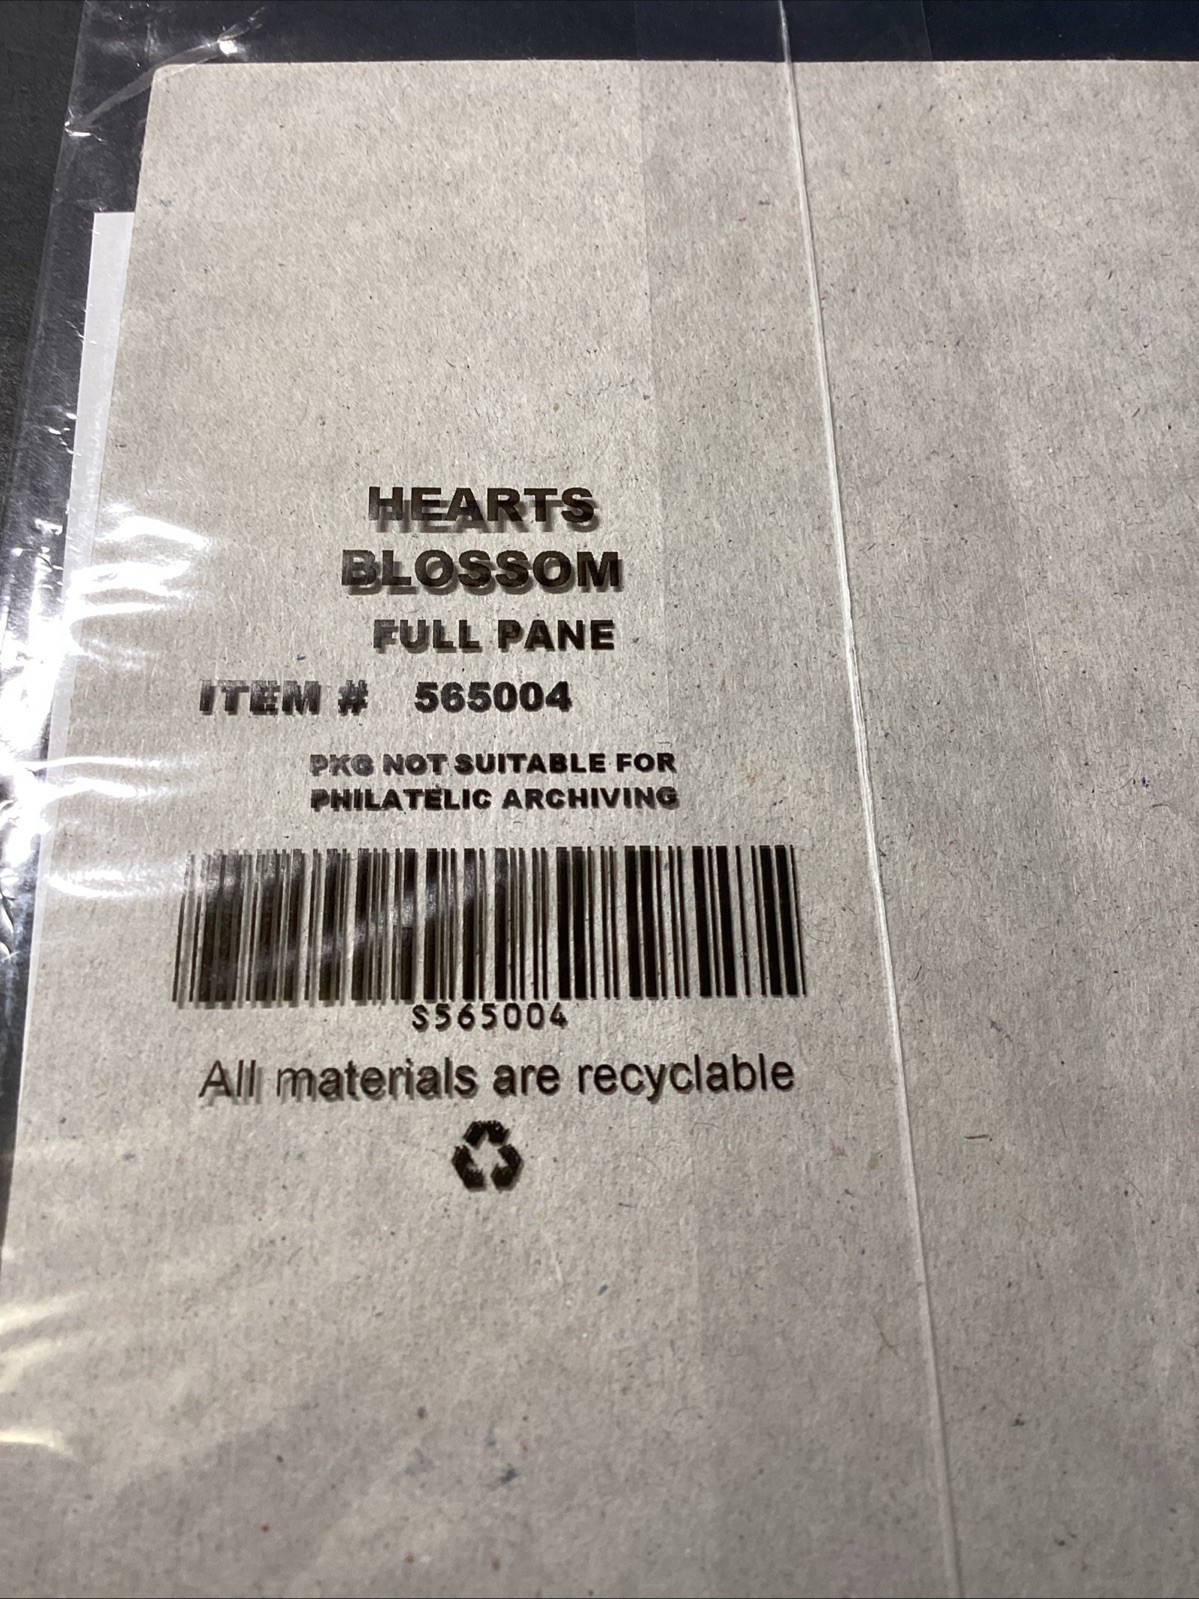 HEARTS
BLOSSOM
FULL PANE
ITEM # 565004
PKG NOT SUITABLE FOR
PHILATELIC ARCHIVING
S565004
All materials are recyclable